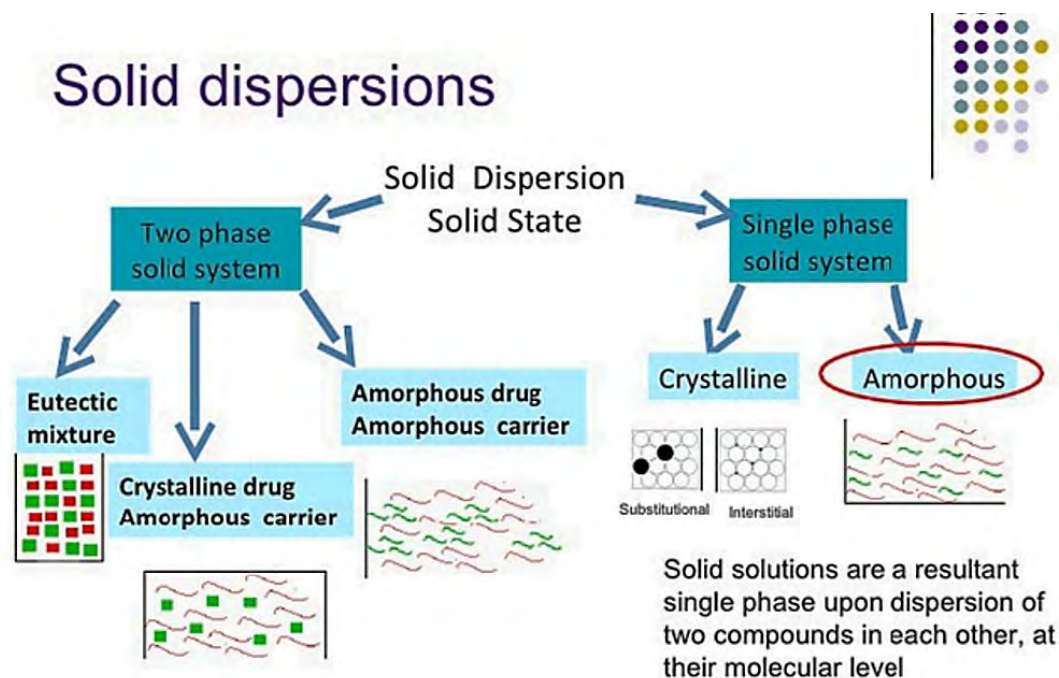 Solid dispersions
Solid Dispersion
Solid State
Two phase
solid system
Single phase
solid system
Eutectic
mixture
Crystalline drug
Amorphous carrier
Amorphous drug
Amorphous carrier
Crystalline
Amorphous
Substitutional
Interstitial
Solid solutions are a resultant
single phase upon dispersion of
two compounds in each other, at
their molecular level